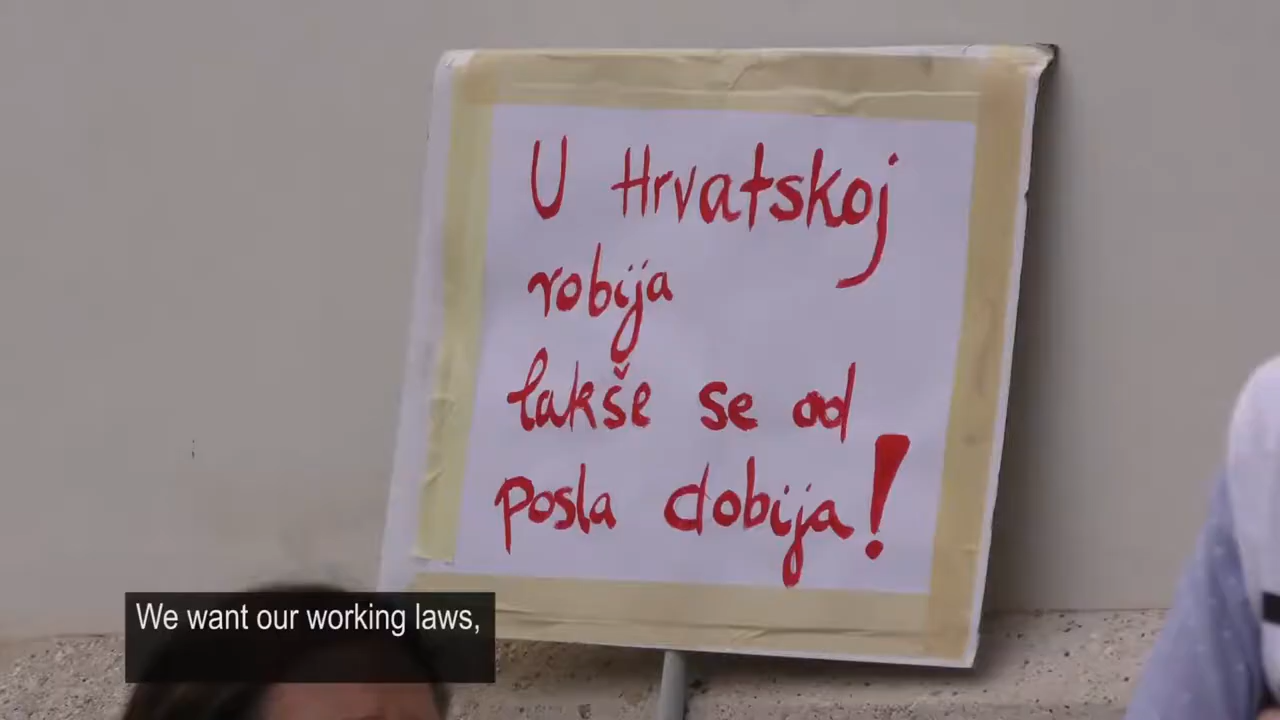 U Hrvatskoj
robija
lakše se od
posla dobija!
We want our working laws,